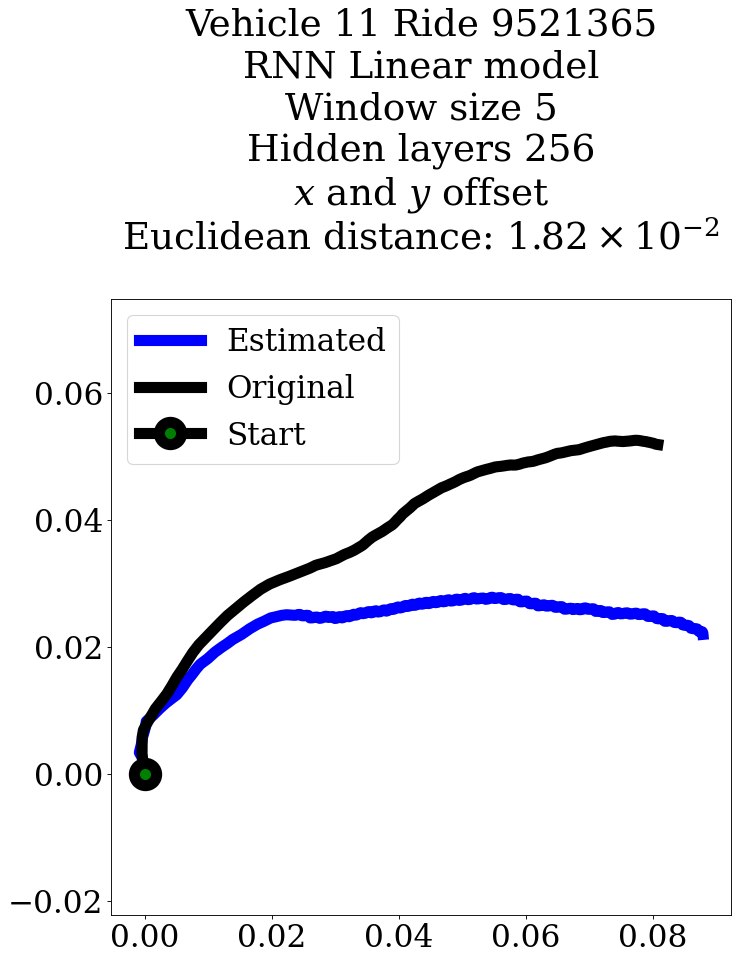 Vehicle 11 Ride 9521365
RNN Linear model
Window size 5
Hidden layers 256
x and y offset
Euclidean distance: 1.82 × 10⁻²
Estimated
Original
Start
0.06
0.04
0.02
0.00
−0.02
0.00 0.02 0.04 0.06 0.08